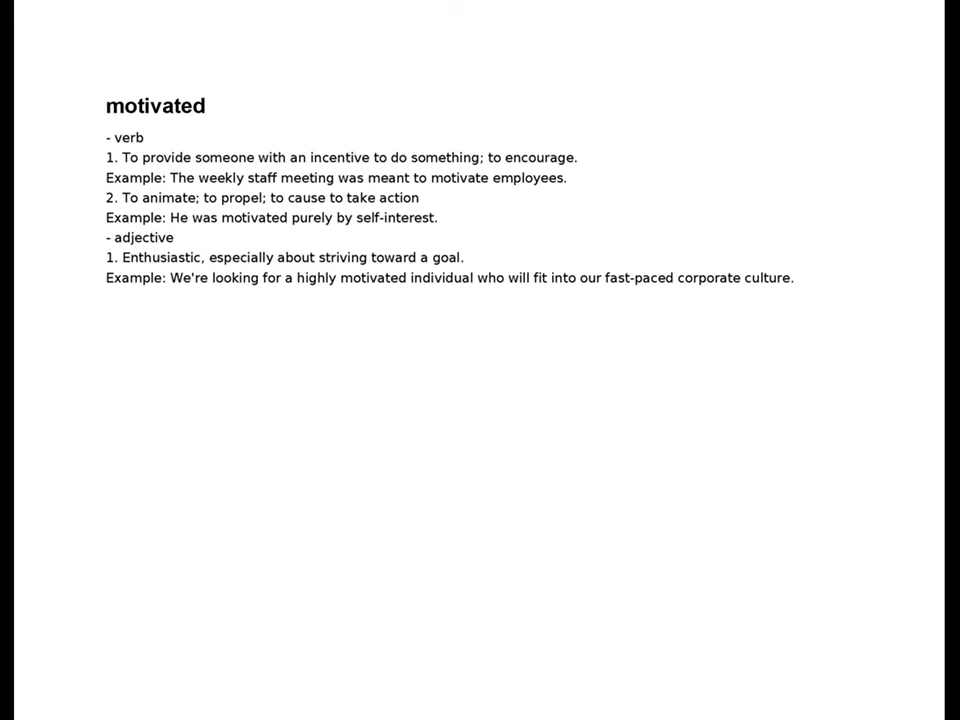 motivated
- verb
1. To provide someone with an incentive to do something; to encourage.
Example: The weekly staff meeting was meant to motivate employees.
2. To animate; to propel; to cause to take action
Example: He was motivated purely by self-interest.
- adjective
1. Enthusiastic, especially about striving toward a goal.
Example: We're looking for a highly motivated individual who will fit into our fast-paced corporate culture.